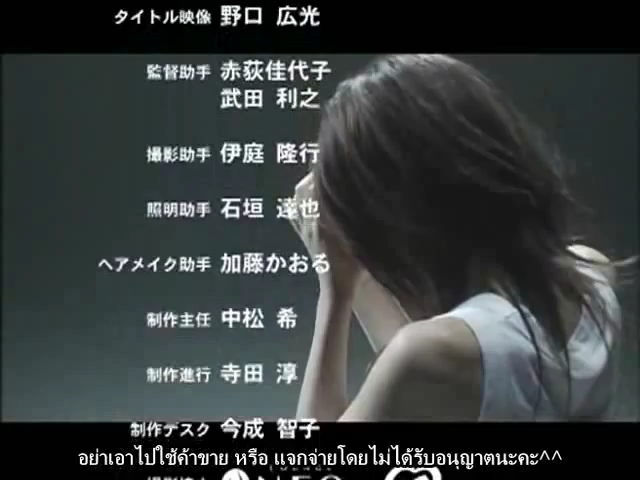 タイトル映像 野口 広光
監督助手 赤荻佳代子
武田 利之
撮影助手 伊庭 隆行
照明助手 石垣 達也
ヘアメイク助手 加藤かおる
制作主任 中松 希
制作進行 寺田 淳
制作デスク 今成 智子
อย่าเอาไปใช้ค้าขาย หรือ แจกจ่ายโดยไม่ได้รับอนุญาตนะคะ^^